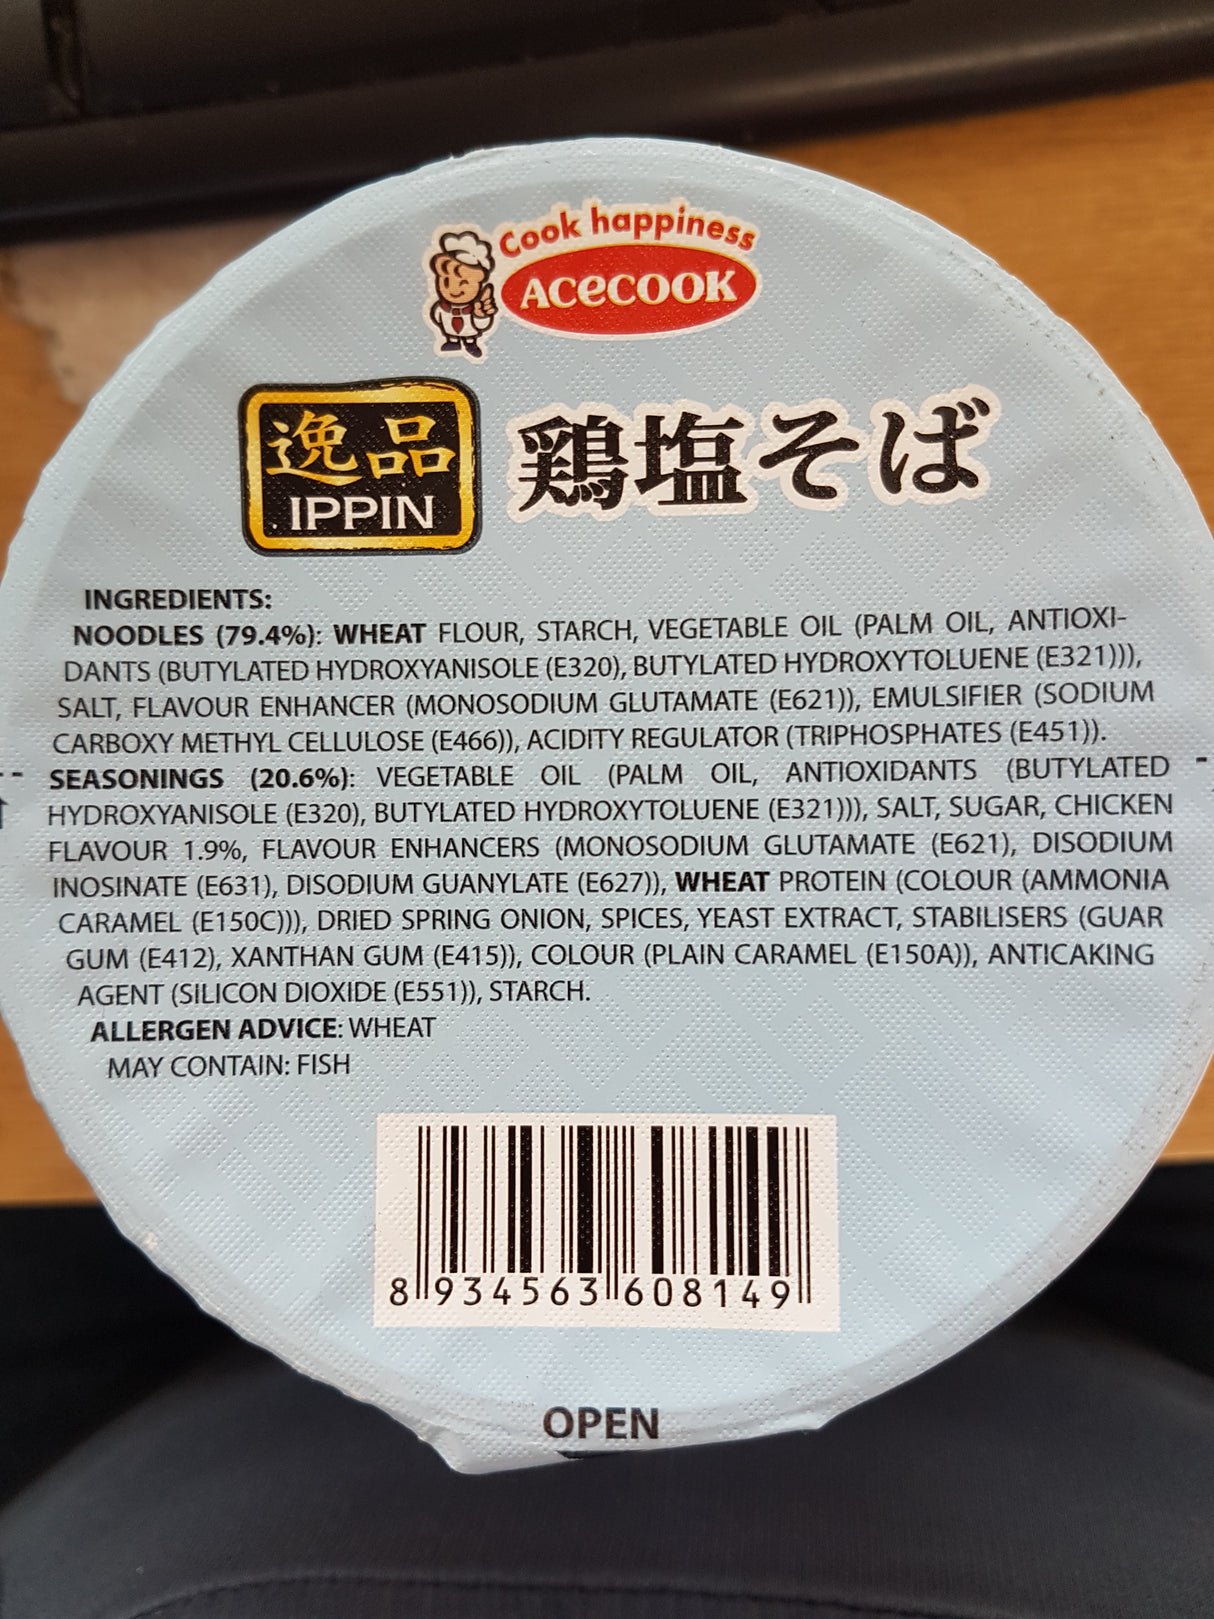 Cook happiness
ACECOOK
逸品
IPPIN
鶏塩そば
INGREDIENTS:
NOODLES (79.4%): WHEAT FLOUR, STARCH, VEGETABLE OIL (PALM OIL, ANTIOXI-
DANTS (BUTYLATED HYDROXYANISOLE (E320), BUTYLATED HYDROXYTOLUENE (E321))),
SALT, FLAVOUR ENHANCER (MONOSODIUM GLUTAMATE (E621)), EMULSIFIER (SODIUM
CARBOXY METHYL CELLULOSE (E466)), ACIDITY REGULATOR (TRIPHOSPHATES (E451)).
SEASONINGS (20.6%): VEGETABLE OIL (PALM OIL, ANTIOXIDANTS (BUTYLATED
HYDROXYANISOLE (E320), BUTYLATED HYDROXYTOLUENE (E321))), SALT, SUGAR, CHICKEN
FLAVOUR 1.9%, FLAVOUR ENHANCERS (MONOSODIUM GLUTAMATE (E621), DISODIUM
INOSINATE (E631), DISODIUM GUANYLATE (E627)), WHEAT PROTEIN (COLOUR (AMMONIA
CARAMEL (E150C))), DRIED SPRING ONION, SPICES, YEAST EXTRACT, STABILISERS (GUAR
GUM (E412), XANTHAN GUM (E415)), COLOUR (PLAIN CARAMEL (E150A)), ANTICAKING
AGENT (SILICON DIOXIDE (E551)), STARCH.
ALLERGEN ADVICE: WHEAT
MAY CONTAIN: FISH
8 934563 608149
OPEN